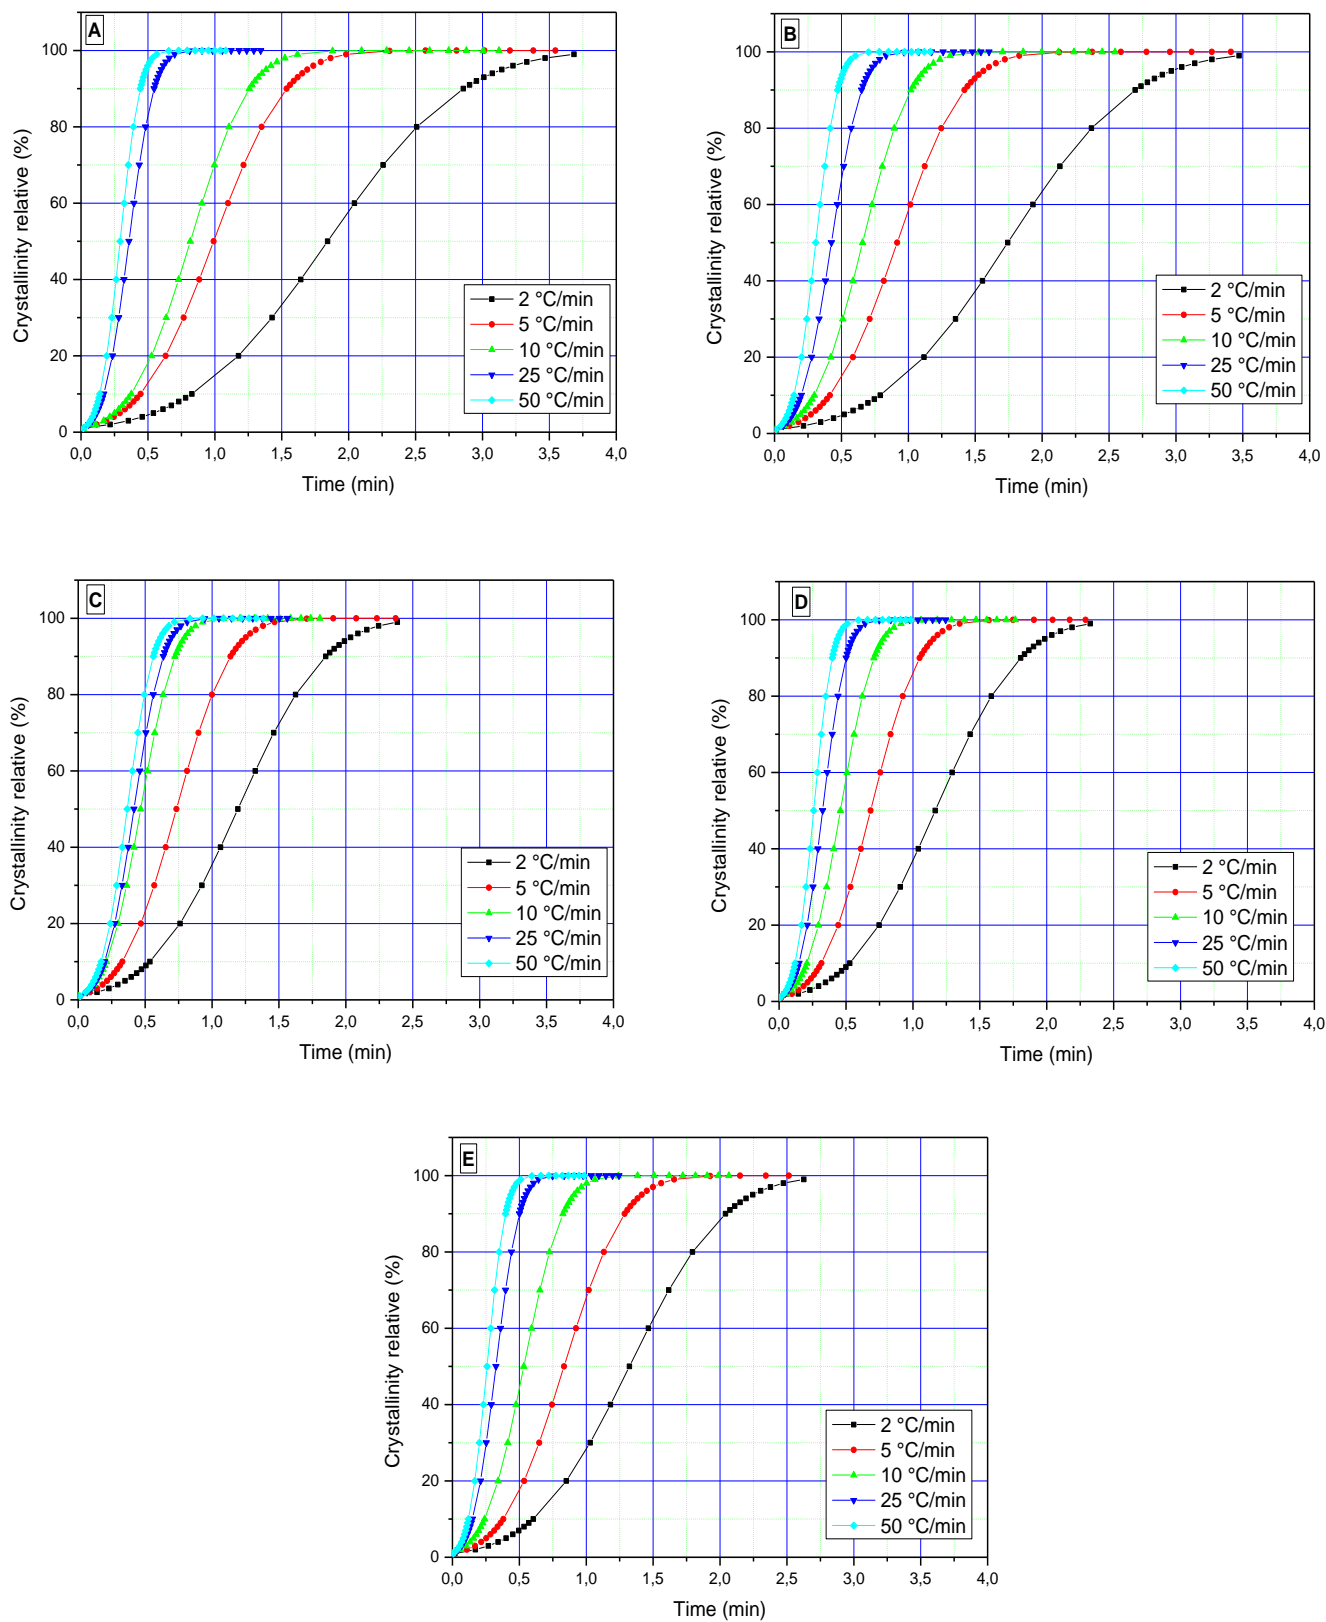 A
Crystallinity relative (%)
100
80
60
40
20
0
0,0 0,5 1,0 1,5 2,0 2,5 3,0 3,5 4,0
Time (min)
2 °C/min
5 °C/min
10 °C/min
25 °C/min
50 °C/min
B
Crystallinity relative (%)
100
80
60
40
20
0
0,0 0,5 1,0 1,5 2,0 2,5 3,0 3,5 4,0
Time (min)
2 °C/min
5 °C/min
10 °C/min
25 °C/min
50 °C/min
C
Crystallinity relative (%)
100
80
60
40
20
0
0,0 0,5 1,0 1,5 2,0 2,5 3,0 3,5 4,0
Time (min)
2 °C/min
5 °C/min
10 °C/min
25 °C/min
50 °C/min
D
Crystallinity relative (%)
100
80
60
40
20
0
0,0 0,5 1,0 1,5 2,0 2,5 3,0 3,5 4,0
Time (min)
2 °C/min
5 °C/min
10 °C/min
25 °C/min
50 °C/min
E
Crystallinity relative (%)
100
80
60
40
20
0
0,0 0,5 1,0 1,5 2,0 2,5 3,0 3,5 4,0
Time (min)
2 °C/min
5 °C/min
10 °C/min
25 °C/min
50 °C/min